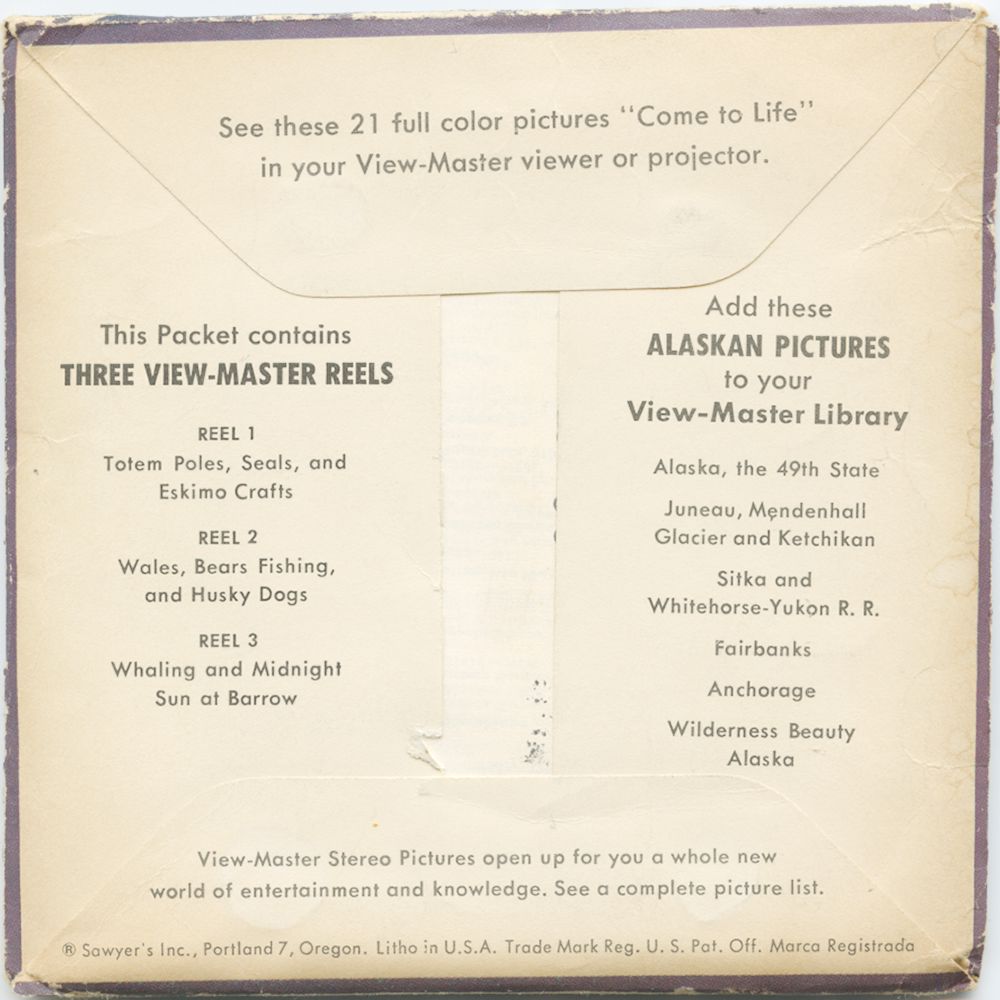 See these 21 full color pictures "Come to Life"
in your View-Master viewer or projector.
This Packet contains
THREE VIEW-MASTER REELS
REEL 1
Totem Poles, Seals, and
Eskimo Crafts
REEL 2
Wales, Bears Fishing,
and Husky Dogs
REEL 3
Whaling and Midnight
Sun at Barrow
Add these
ALASKAN PICTURES
to your
View-Master Library
Alaska, the 49th State
Juneau, Mendenhall
Glacier and Ketchikan
Sitka and
Whitehorse-Yukon R. R.
Fairbanks
Anchorage
Wilderness Beauty
Alaska
View-Master Stereo Pictures open up for you a whole new
world of entertainment and knowledge. See a complete picture list.
® Sawyer's Inc., Portland 7, Oregon. Litho in U.S.A. Trade Mark Reg. U. S. Pat. Off. Marca Registrada